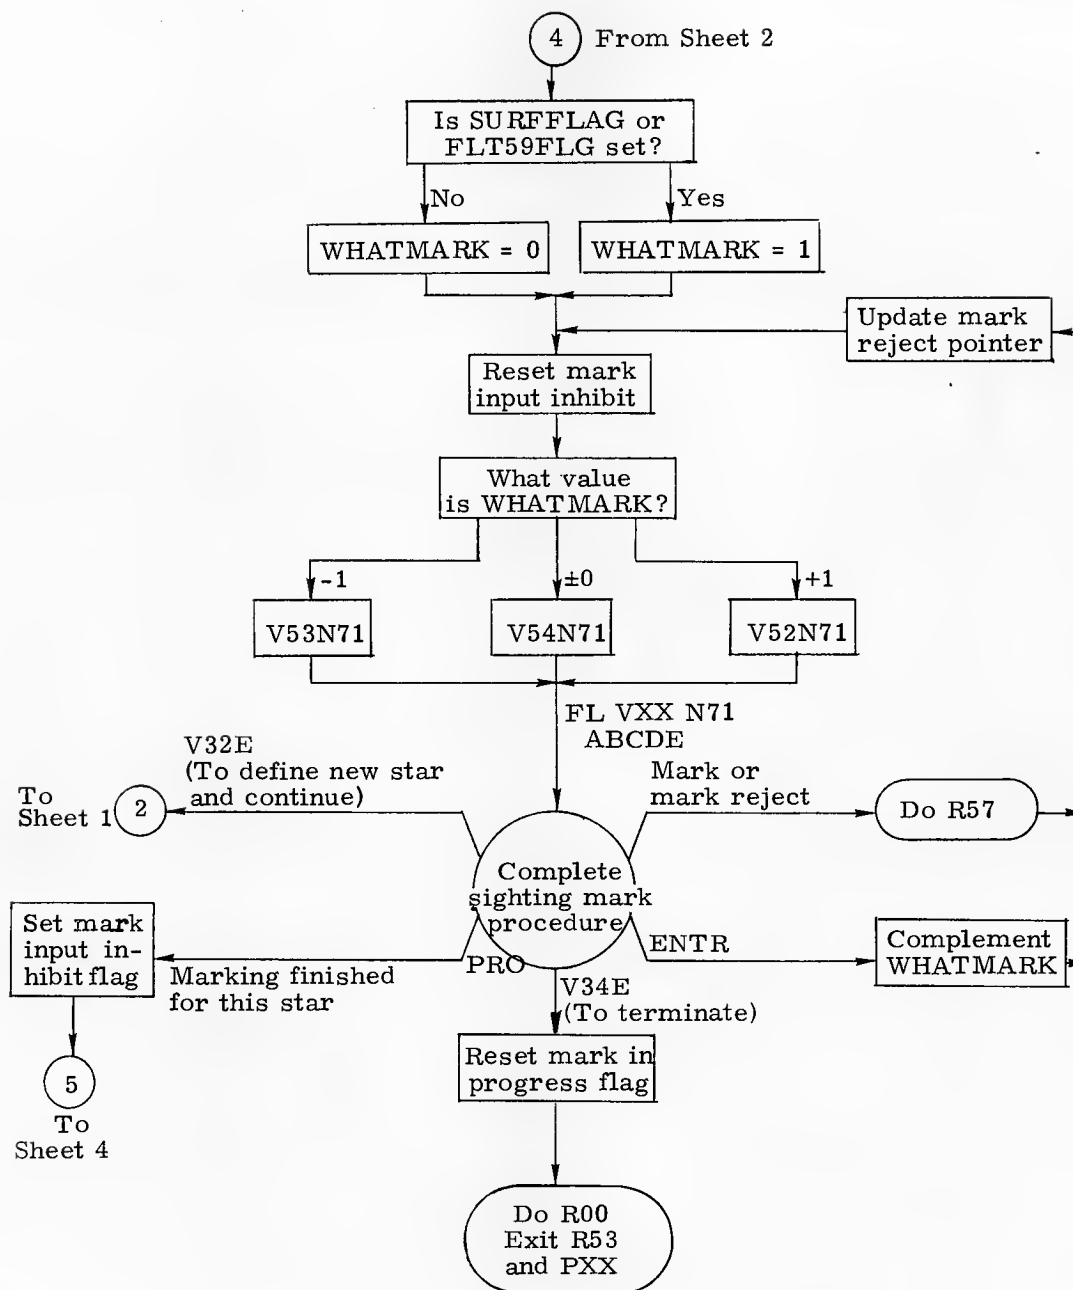 4 From Sheet 2
Is SURFFLAG or
FLT59FLG set?
No
Yes
WHATMARK = 0
WHATMARK = 1
Update mark
reject pointer
Reset mark
input inhibit
What value
is WHATMARK?
-1
±0
+1
V53N71
V54N71
V52N71
FL VXX N71
ABCDE
V32E
(To define new star
and continue)
To
Sheet 1
2
Mark or
mark reject
Do R57
Complete
sighting mark
procedure
Set mark
input in-
hibit flag
PRO
Marking finished
for this star
ENTR
Complement
WHATMARK
V34E
(To terminate)
Reset mark in
progress flag
5
To
Sheet 4
Do R00
Exit R53
and PXX